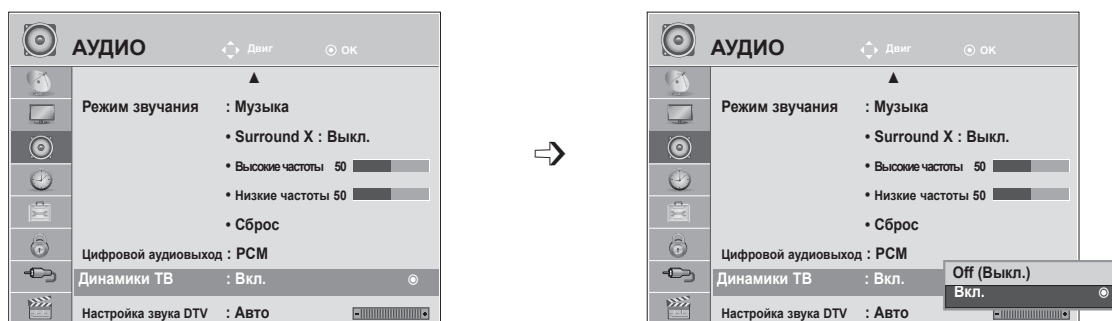 АУДИО Двиг ОК
Режим звучания : Музыка
• Surround X : Выкл.
• Высокие частоты 50
• Низкие частоты 50
• Сброс
Цифровой аудиовыход : PCM
Динамики ТВ : Вкл.
Настройка звука DTV : Авто
АУДИО Двиг ОК
Режим звучания : Музыка
• Surround X : Выкл.
• Высокие частоты 50
• Низкие частоты 50
• Сброс
Цифровой аудиовыход : PCM
Динамики ТВ : Вкл.
Off (Выкл.)
Вкл.
Настройка звука DTV : Авто